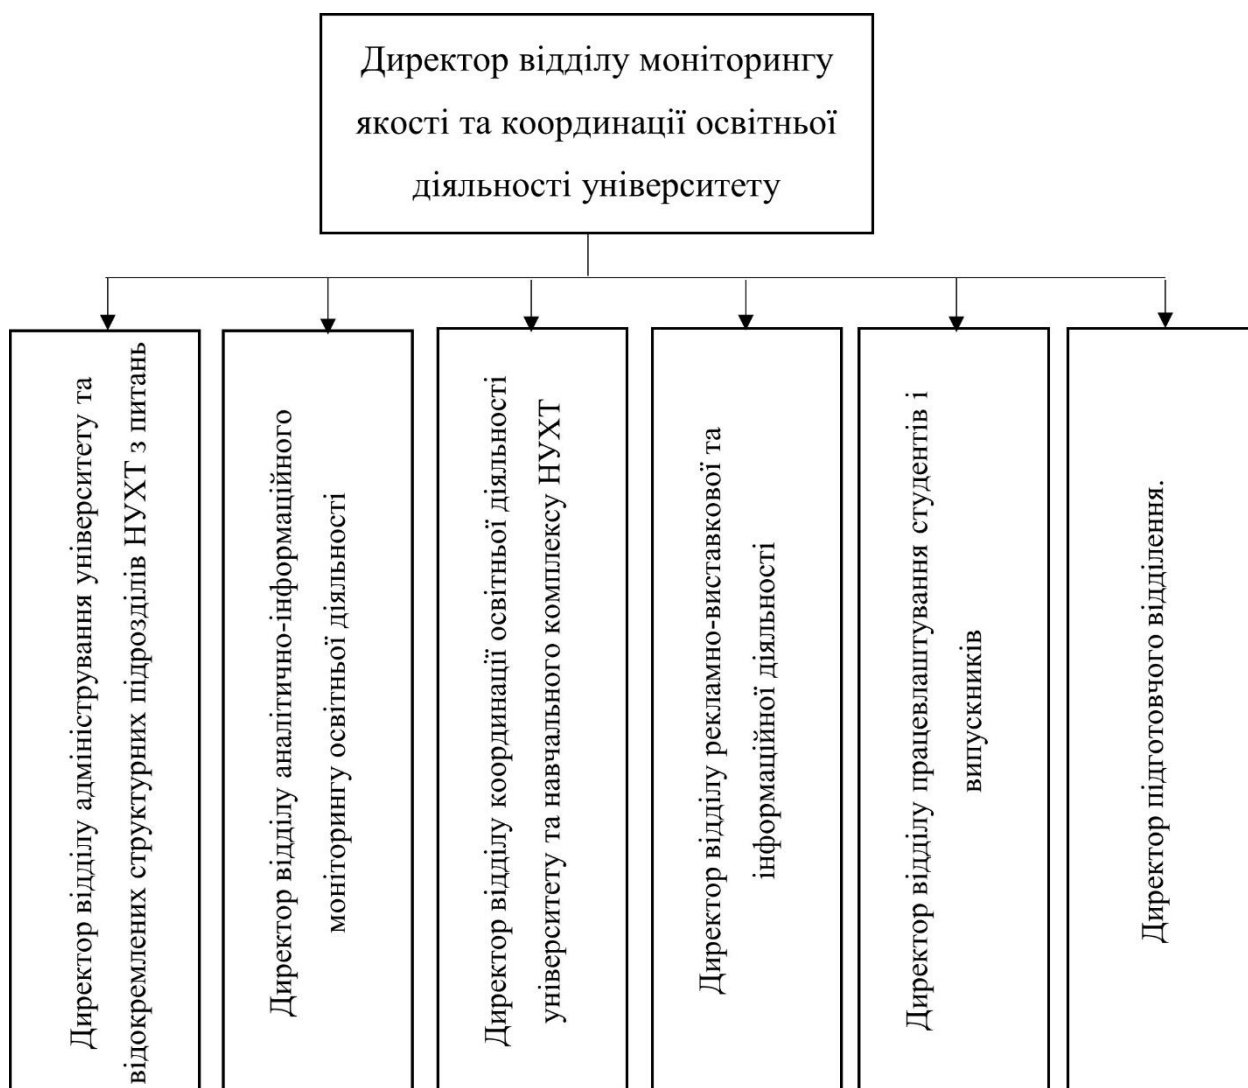 Директор відділу моніторингу
якості та координації освітньої
діяльності університету
Директор відділу адміністрування університету та
відокремлених структурних підрозділів НУХТ з питань
Директор відділу аналітично-інформаційного
моніторингу освітньої діяльності
Директор відділу координації освітньої діяльності
університету та навчального комплексу НУХТ
Директор відділу рекламно-виставкової та
інформаційної діяльності
Директор відділу працевлаштування студентів і
випускників
Директор підготовчого відділення.